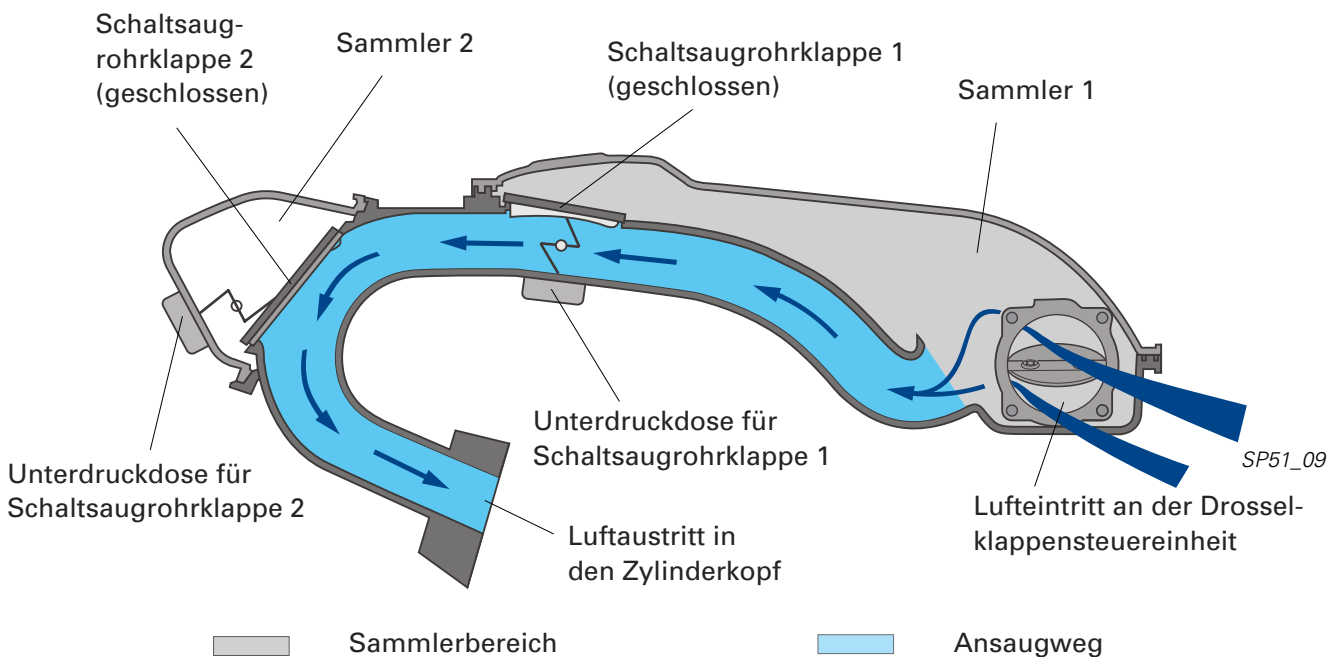 Schaltsaug-
rohrklappe 2
(geschlossen)
Sammler 2
Schaltsaugrohrklappe 1
(geschlossen)
Sammler 1
Unterdruckdose für
Schaltsaugrohrklappe 2
Unterdruckdose für
Schaltsaugrohrklappe 1
Luftaustritt in
den Zylinderkopf
SP51_09
Lufteintritt an der Drossel-
klappensteuereinheit
Sammlerbereich
Ansaugweg